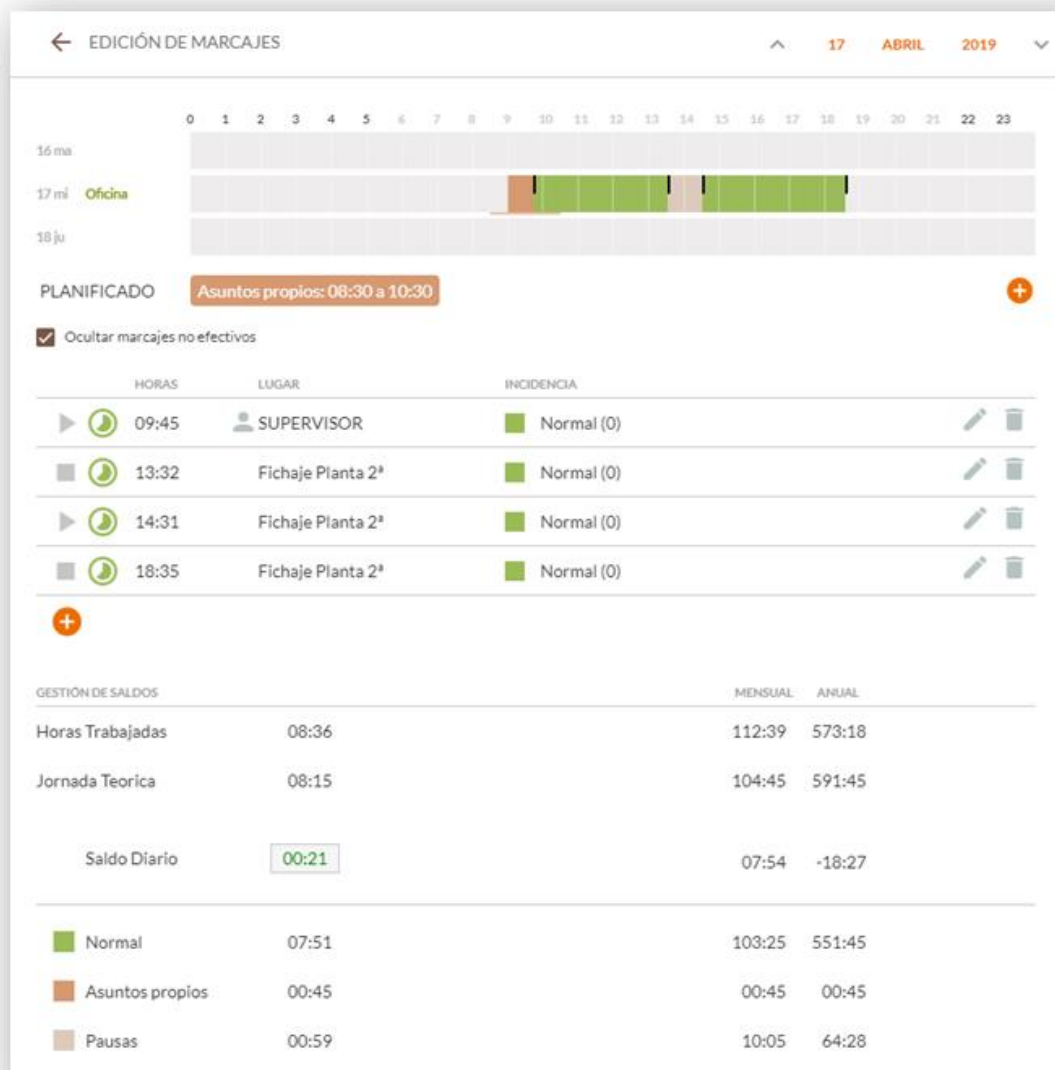 EDICIÓN DE MARCAJES 17 ABRIL 2019
0 1 2 3 4 5 6 7 8 9 10 11 12 13 14 15 16 17 18 19 20 21 22 23
16 ma
17 mi Oficina
18 ju
PLANIFICADO Asuntos propios: 08:30 a 10:30
Ocultar marcajes no efectivos
HORAS LUGAR INCIDENCIA
09:45 SUPERVISOR Normal (0)
13:32 Fichaje Planta 2ª Normal (0)
14:31 Fichaje Planta 2ª Normal (0)
18:35 Fichaje Planta 2ª Normal (0)
GESTIÓN DE SALDOS MENSUAL ANUAL
Horas Trabajadas 08:36 112:39 573:18
Jornada Teorica 08:15 104:45 591:45
Saldo Diario 00:21 07:54 -18:27
Normal 07:51 103:25 551:45
Asuntos propios 00:45 00:45 00:45
Pausas 00:59 10:05 64:28